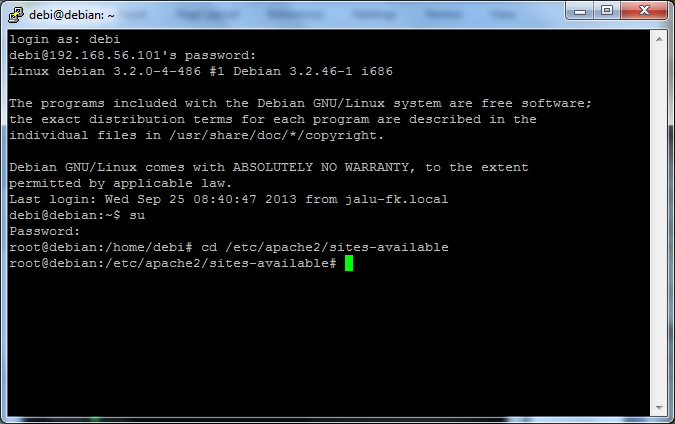 debi@debian: ~
login as: debi
debi@192.168.56.101's password:
Linux debian 3.2.0-4-486 #1 Debian 3.2.46-1 i686
The programs included with the Debian GNU/Linux system are free software;
the exact distribution terms for each program are described in the
individual files in /usr/share/doc/*/copyright.
Debian GNU/Linux comes with ABSOLUTELY NO WARRANTY, to the extent
permitted by applicable law.
Last login: Wed Sep 25 08:40:47 2013 from jalu-fk.local
debi@debian:~$ su
Password:
root@debian:/home/debi# cd /etc/apache2/sites-available
root@debian:/etc/apache2/sites-available#